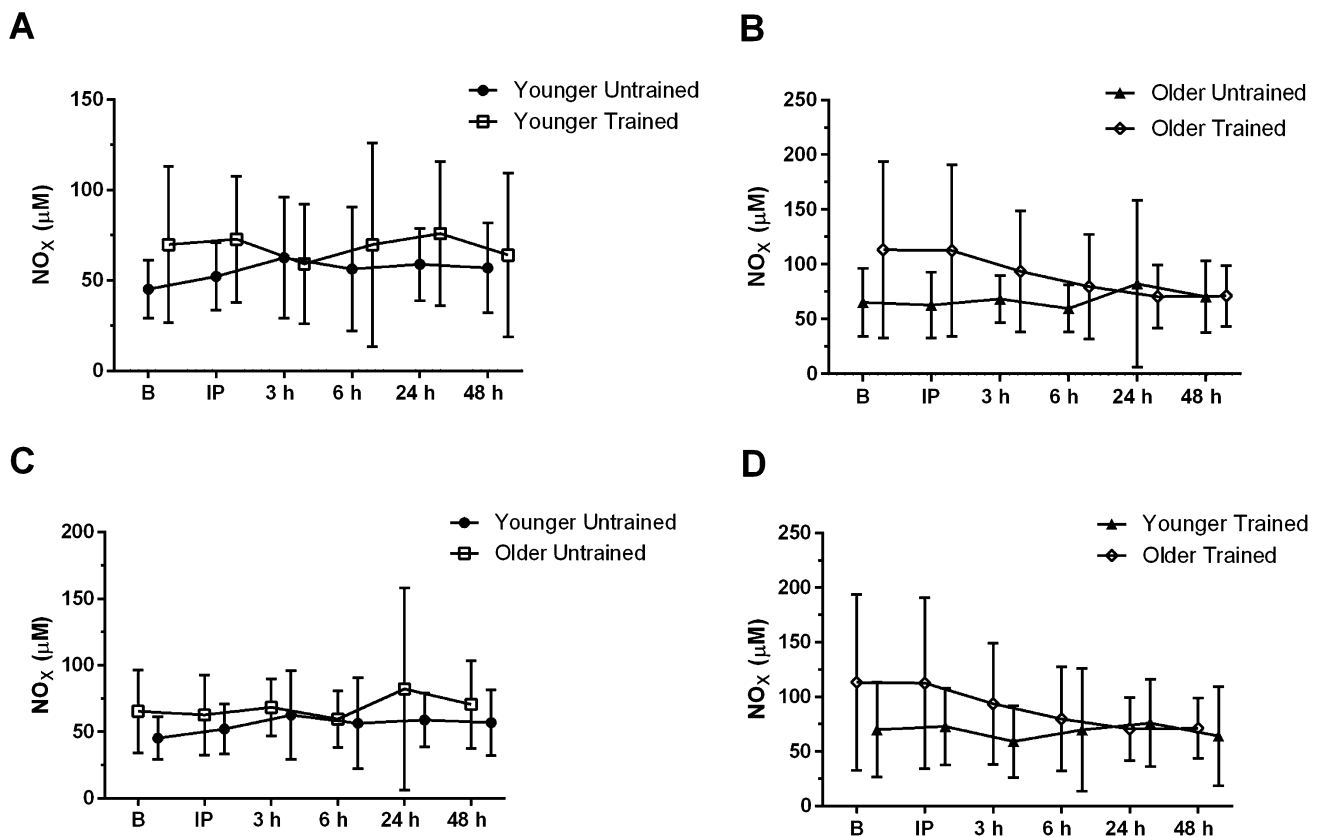 A
Younger Untrained
Younger Trained
150
100
50
0
NOX (μM)
B IP 3 h 6 h 24 h 48 h
B
Older Untrained
Older Trained
250
200
150
100
50
0
NOX (μM)
B IP 3 h 6 h 24 h 48 h
C
Younger Untrained
Older Untrained
200
150
100
50
0
NOX (μM)
B IP 3 h 6 h 24 h 48 h
D
Younger Trained
Older Trained
250
200
150
100
50
0
NOX (μM)
B IP 3 h 6 h 24 h 48 h